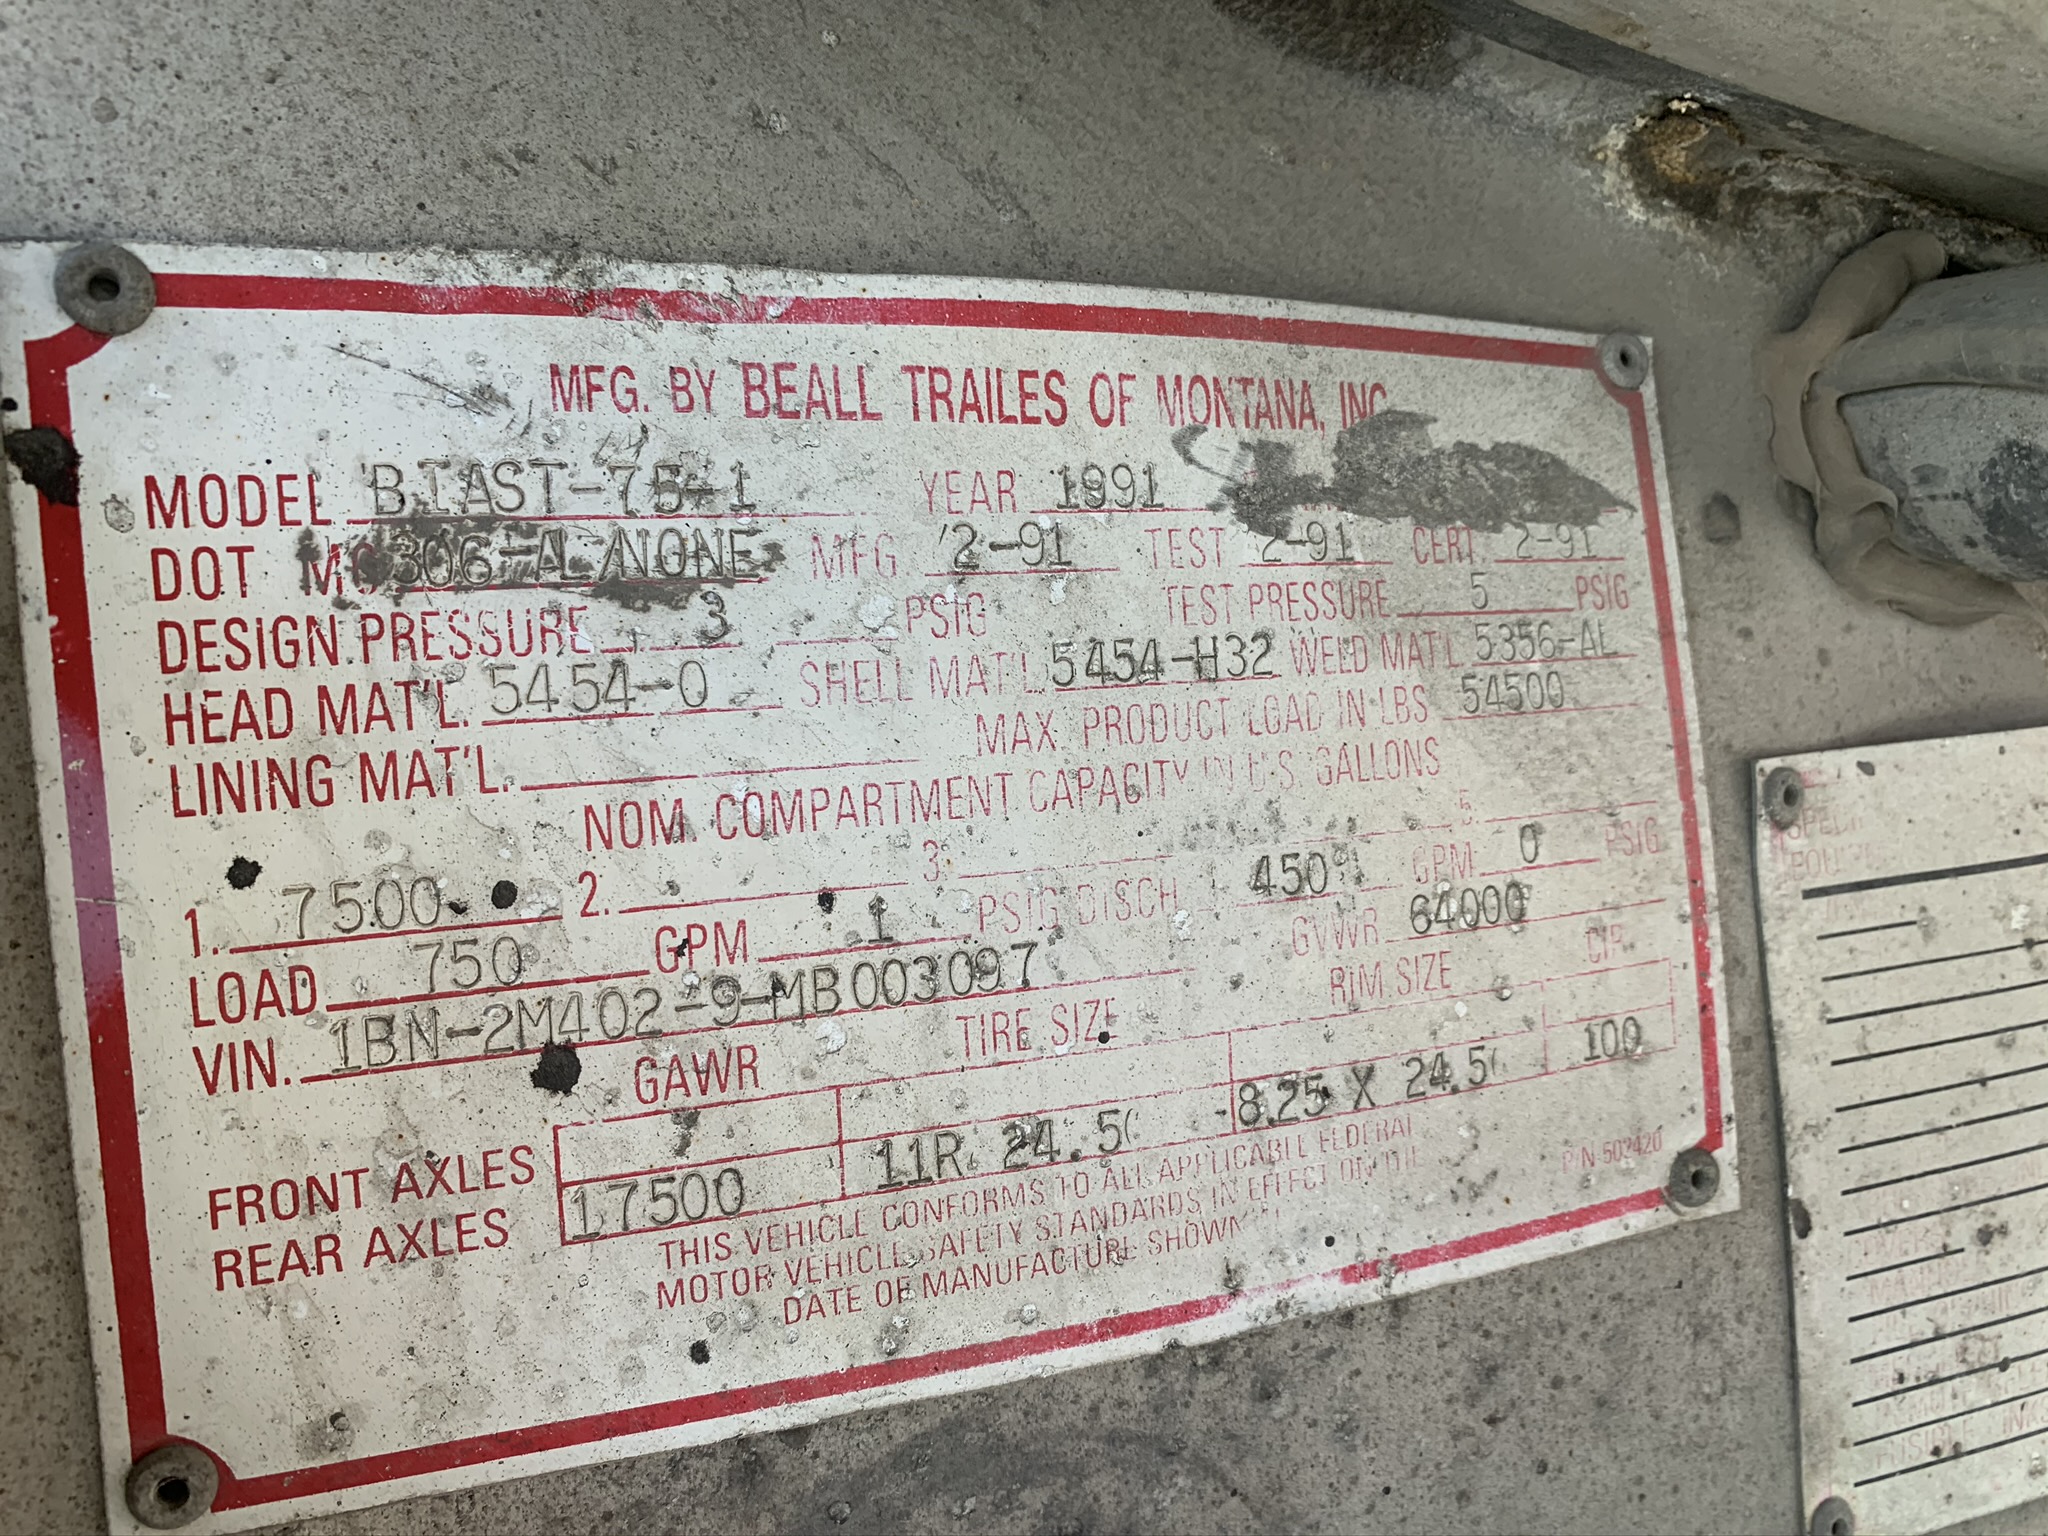 MFG. BY BEALL TRAILES OF MONTANA, INC
MODEL BIAST-75-1 YEAR 1991
DOT MC 306-AL/NONE MFG 2-91 TEST 2-91 CERT. 2-91
DESIGN PRESSURE 3 PSIG TEST PRESSURE 5 PSIG
HEAD MAT'L. 5454-0 SHELL MAT'L 5454-H32 WELD MAT'L 5356-AL
LINING MAT'L. MAX. PRODUCT LOAD IN LBS 54500
NOM. COMPARTMENT CAPACITY IN U.S. GALLONS
1. 7500 2. 3. 5.
LOAD 750 GPM 1 PSIG DISCH 450 GPM 0 PSIG
VIN. 1BN-2M402-9-MB003097 GVWR 64000
GAWR TIRE SIZE RIM SIZE CIP.
FRONT AXLES
REAR AXLES 17500 11R 24.5 8.25 X 24.5 100
THIS VEHICLE CONFORMS TO ALL APPLICABLE FEDERAL
MOTOR VEHICLE SAFETY STANDARDS IN EFFECT ON THE
DATE OF MANUFACTURE SHOWN
P/N 502420